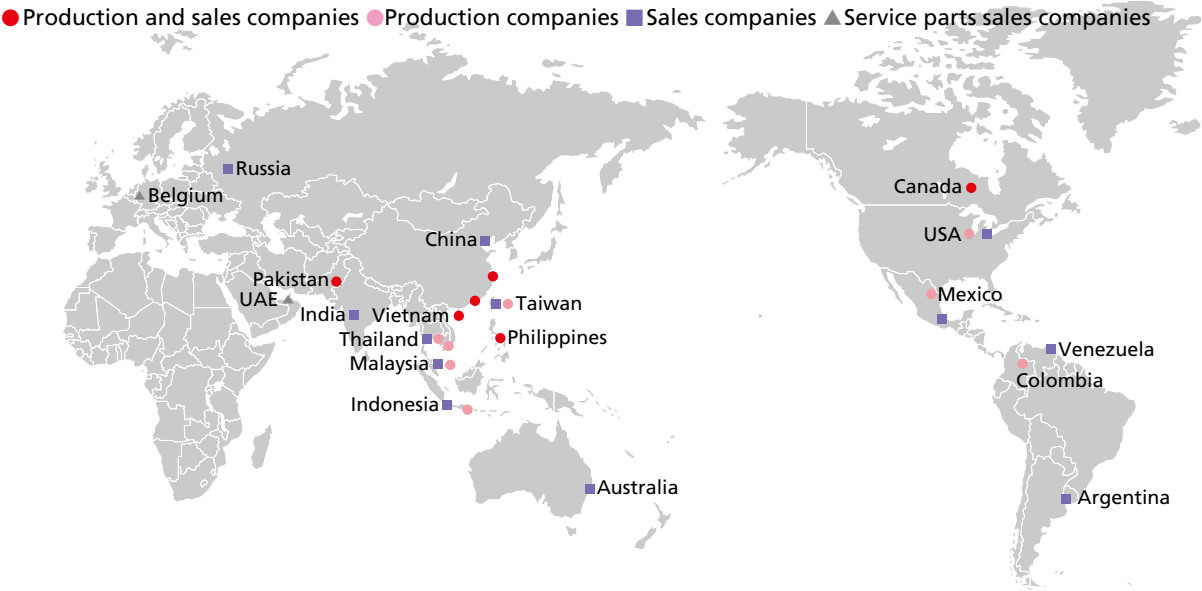 Production and sales companies Production companies Sales companies Service parts sales companies
Russia
Belgium
Canada
China
USA
Pakistan
UAE
Mexico
India
Vietnam
Taiwan
Thailand
Philippines
Malaysia
Venezuela
Colombia
Indonesia
Australia
Argentina